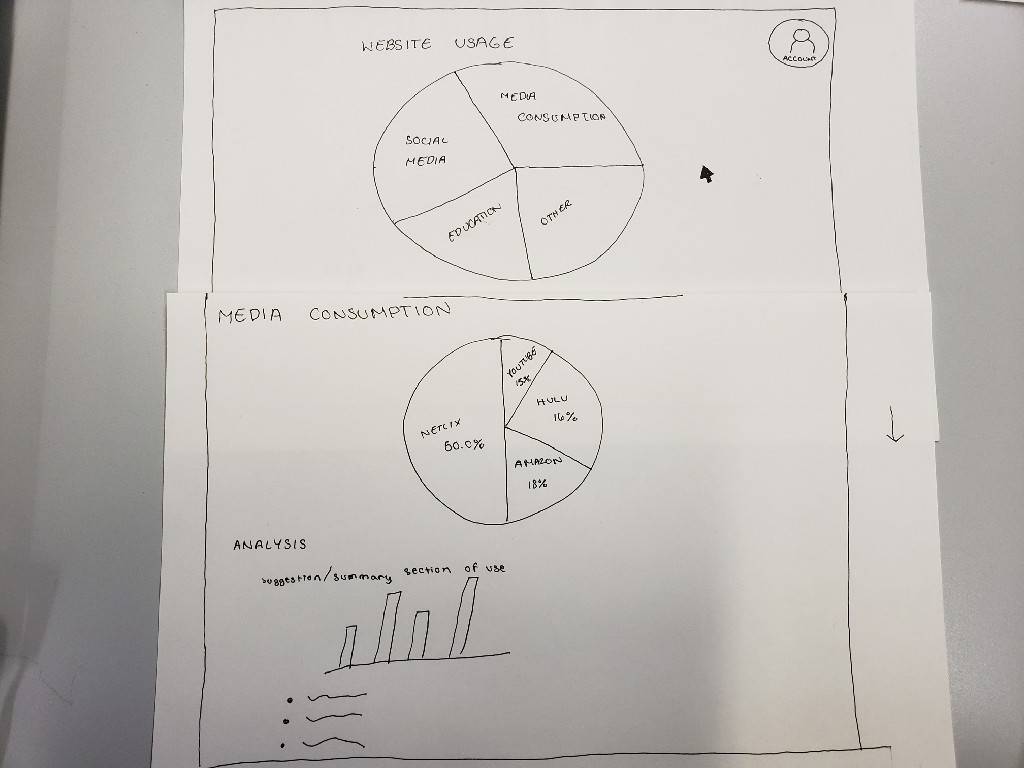 WEBSITE USAGE
ACCOUNT
MEDIA
CONSUMPTION
SOCIAL
MEDIA
EDUCATION
OTHER
MEDIA CONSUMPTION
YOUTUBE
15%
HULU
16%
NETLIX
50.0%
AMAZON
18%
ANALYSIS
suggestion/summary section of use